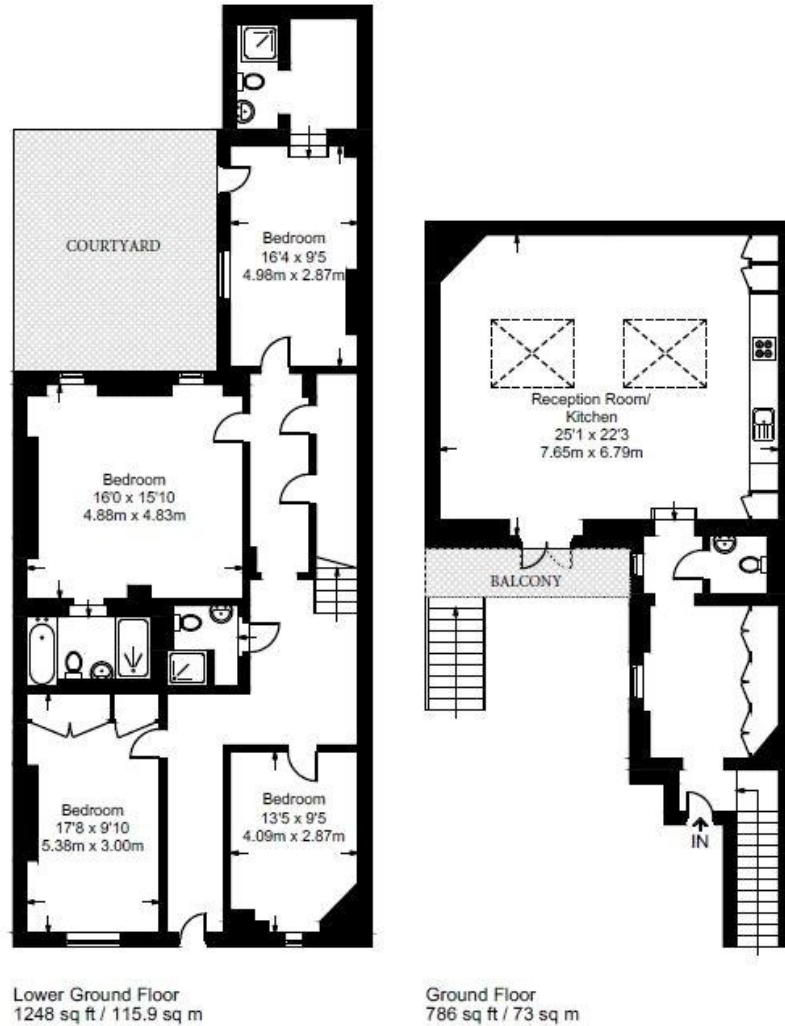 COURTYARD
Bedroom
16'4 x 9'5
4.98m x 2.87m
Bedroom
16'0 x 15'10
4.88m x 4.83m
Bedroom
17'8 x 9'10
5.38m x 3.00m
Bedroom
13'5 x 9'5
4.09m x 2.87m
Lower Ground Floor
1248 sq ft / 115.9 sq m
Reception Room/
Kitchen
25'1 x 22'3
7.65m x 6.79m
BALCONY
IN
Ground Floor
786 sq ft / 73 sq m